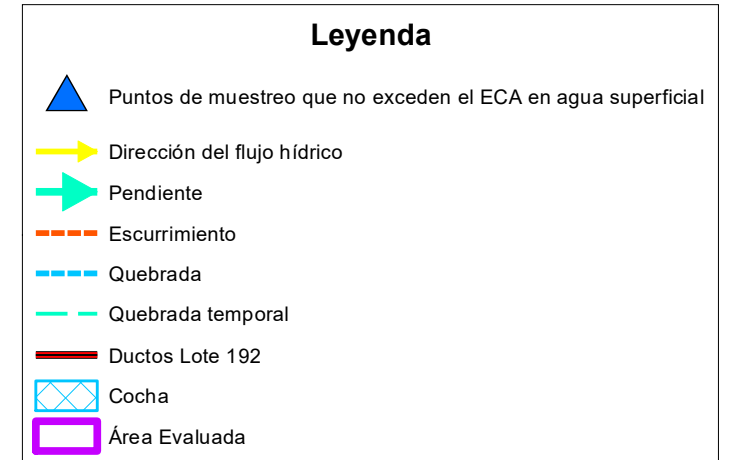 Leyenda
Puntos de muestreo que no exceden el ECA en agua superficial
Dirección del flujo hídrico
Pendiente
Escurrimiento
Quebrada
Quebrada temporal
Ductos Lote 192
Cocha
Área Evaluada